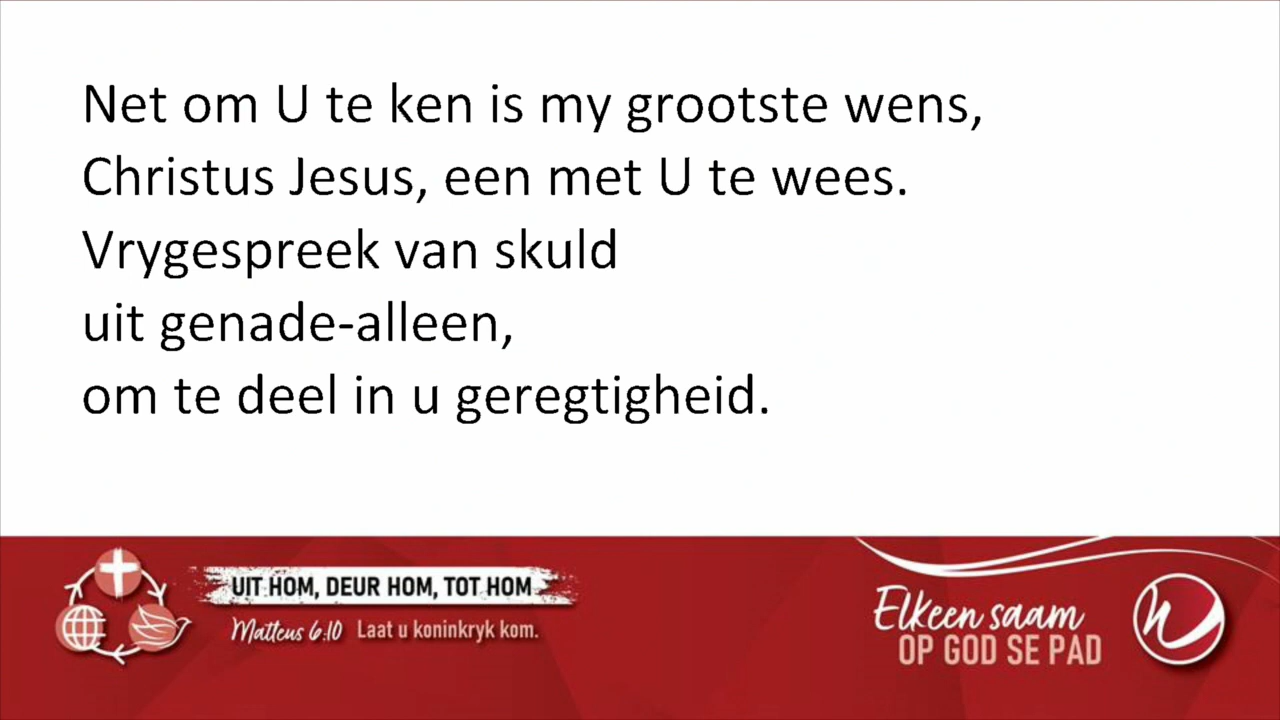 Net om U te ken is my grootste wens,
Christus Jesus, een met U te wees.
Vrygespreek van skuld
uit genade-alleen,
om te deel in u geregtigheid.
UIT HOM, DEUR HOM, TOT HOM
Matteus 6:10 Laat u koninkryk kom.
Elkeen saam
OP GOD SE PAD